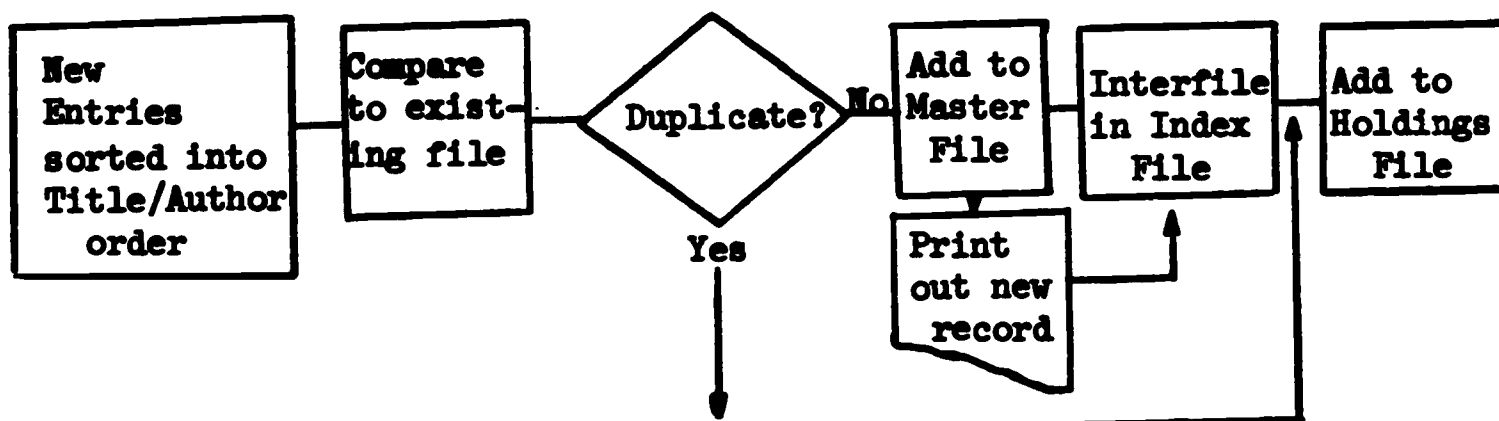 New
Entries
sorted into
Title/Author
order
Compare
to exist-
ing file
Duplicate?
No
Yes
Add to
Master
File
Print
out new
record
Interfile
in Index
File
Add to
Holdings
File